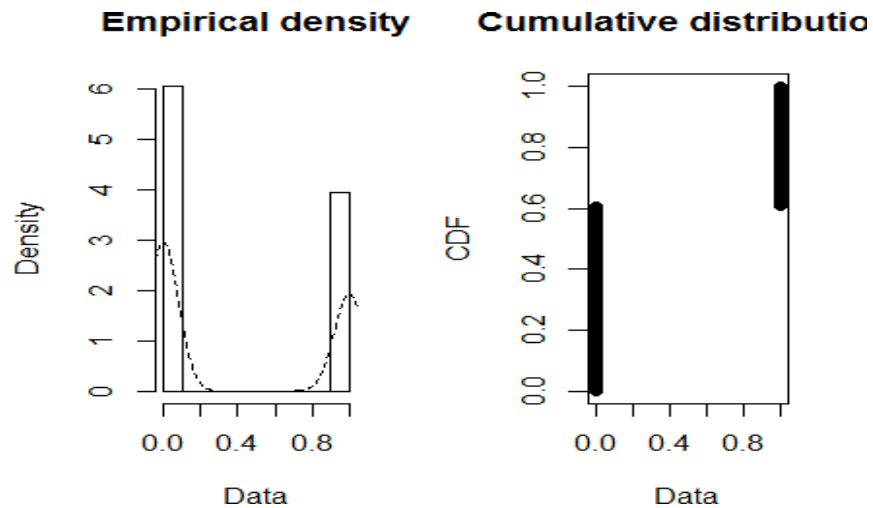 Empirical density
Density
0 1 2 3 4 5 6
0.0 0.4 0.8
Data
Cumulative distributio
CDF
0.0 0.2 0.4 0.6 0.8 1.0
0.0 0.4 0.8
Data